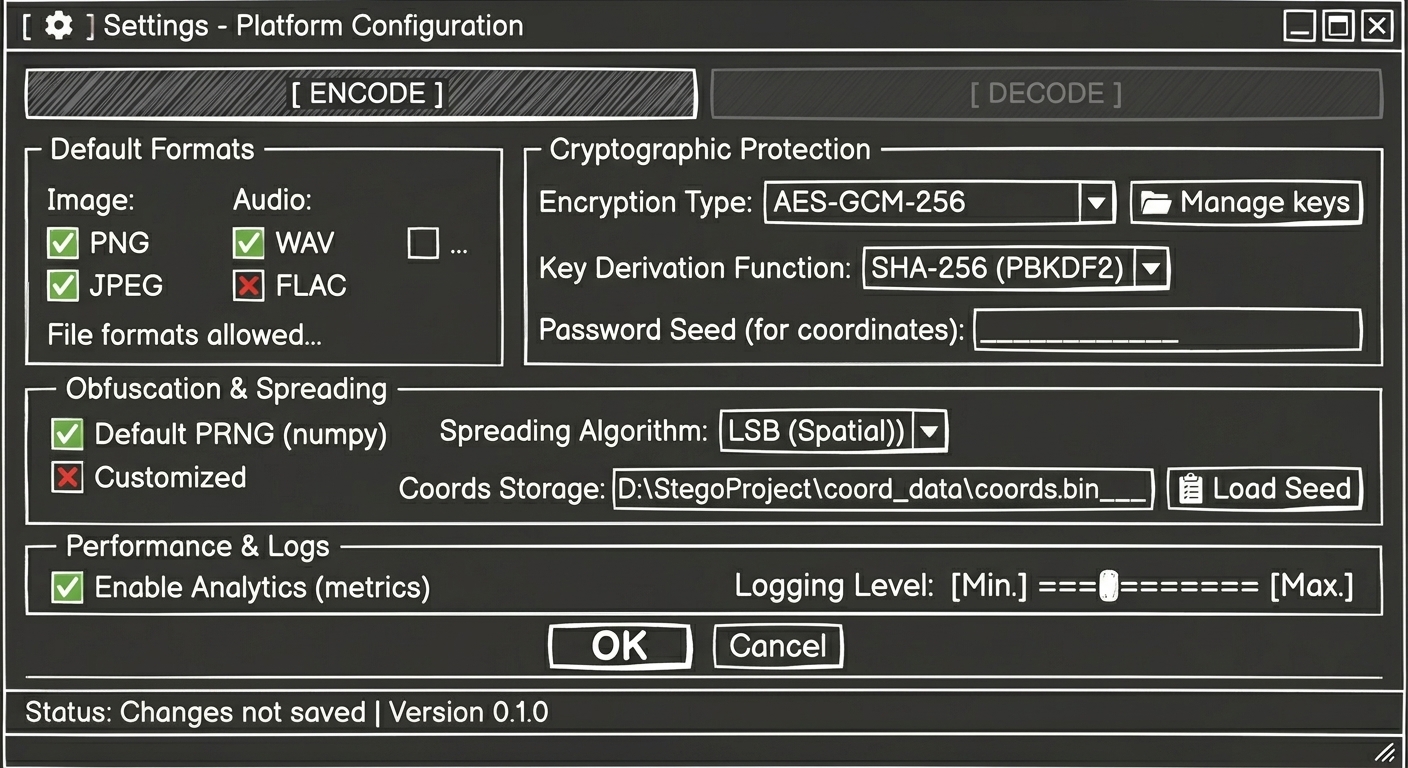 [ ⚙ ] Settings - Platform Configuration
[ ENCODE ]
[ DECODE ]
Default Formats
Image:
Audio:
PNG
WAV
...
JPEG
FLAC
File formats allowed...
Cryptographic Protection
Encryption Type: AES-GCM-256
Manage keys
Key Derivation Function: SHA-256 (PBKDF2)
Password Seed (for coordinates): ____________
Obfuscation & Spreading
Default PRNG (numpy)
Spreading Algorithm: LSB (Spatial))
Customized
Coords Storage: D:\StegoProject\coord_data\coords.bin___
Load Seed
Performance & Logs
Enable Analytics (metrics)
Logging Level: [Min.] ==========  [Max.]
OK
Cancel
Status: Changes not saved | Version 0.1.0